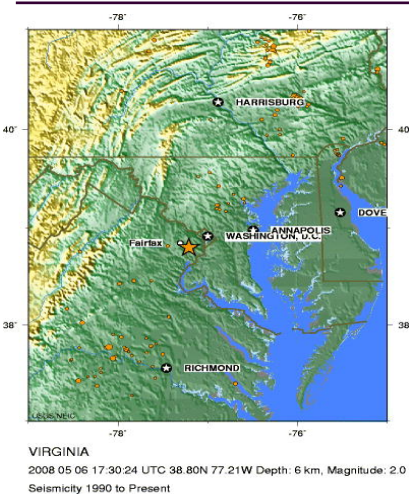 -78° -76°
HARRISBURG
40° 40°
DOVE
ANNAPOLIS
WASHINGTON, D.C.
Fairfax
38° 38°
RICHMOND
USGS NEIC
-78° -76°
VIRGINIA
2008 05 06 17:30:24 UTC 38.80N 77.21W Depth: 6 km, Magnitude: 2.0
Seismicity 1990 to Present